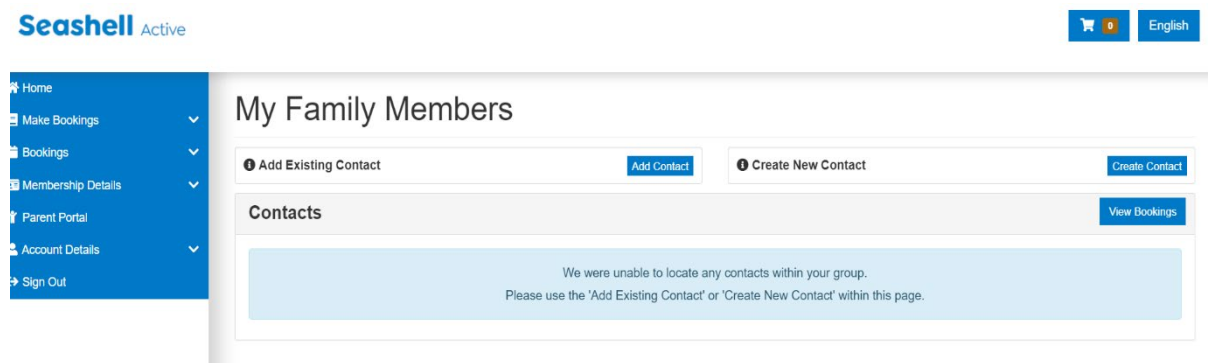 Seashell Active
0
English
Home
Make Bookings
Bookings
Membership Details
Parent Portal
Account Details
Sign Out
My Family Members
Add Existing Contact
Add Contact
Create New Contact
Create Contact
Contacts
View Bookings
We were unable to locate any contacts within your group.
Please use the 'Add Existing Contact' or 'Create New Contact' within this page.